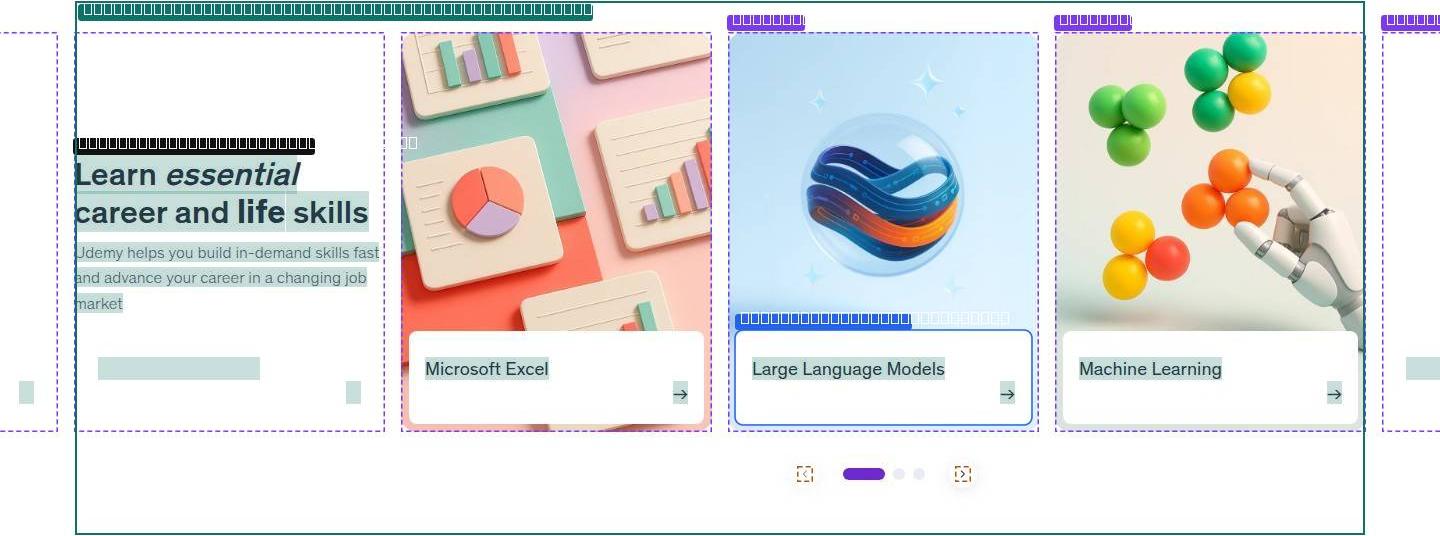 Learn essential
career and life skills
Udemy helps you build in-demand skills fast
and advance your career in a changing job
market
Microsoft Excel
→
Large Language Models
→
Machine Learning
→